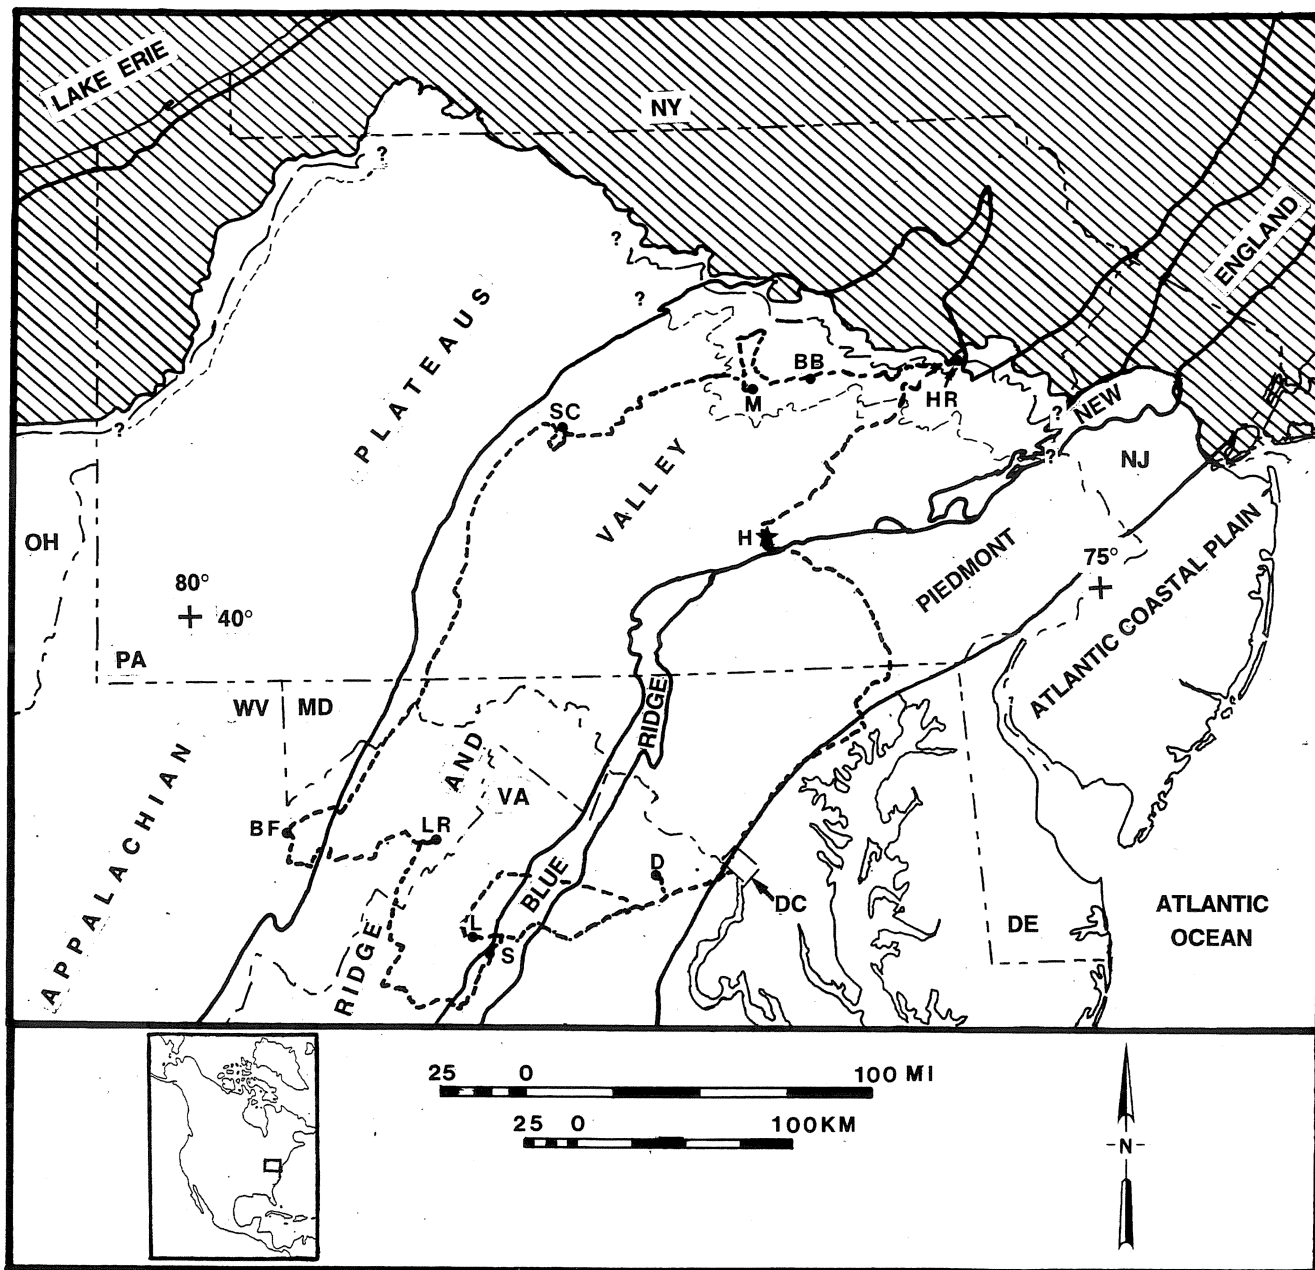 LAKE ERIE
NY
?
?
?
ENGLAND
PLATEAUS
BB
SC
M
HR
NEW
?
?
?
VALLEY
NJ
OH
H
PIEDMONT
75°
+
80°
+ 40°
ATLANTIC COASTAL PLAIN
PA
WV
MD
RIDGE
AND
VA
APPALACHIAN
BF
LR
D
BLUE
DC
L
S
RIDGE
DE
ATLANTIC
OCEAN
25 0 100 MI
25 0 100KM
-N-